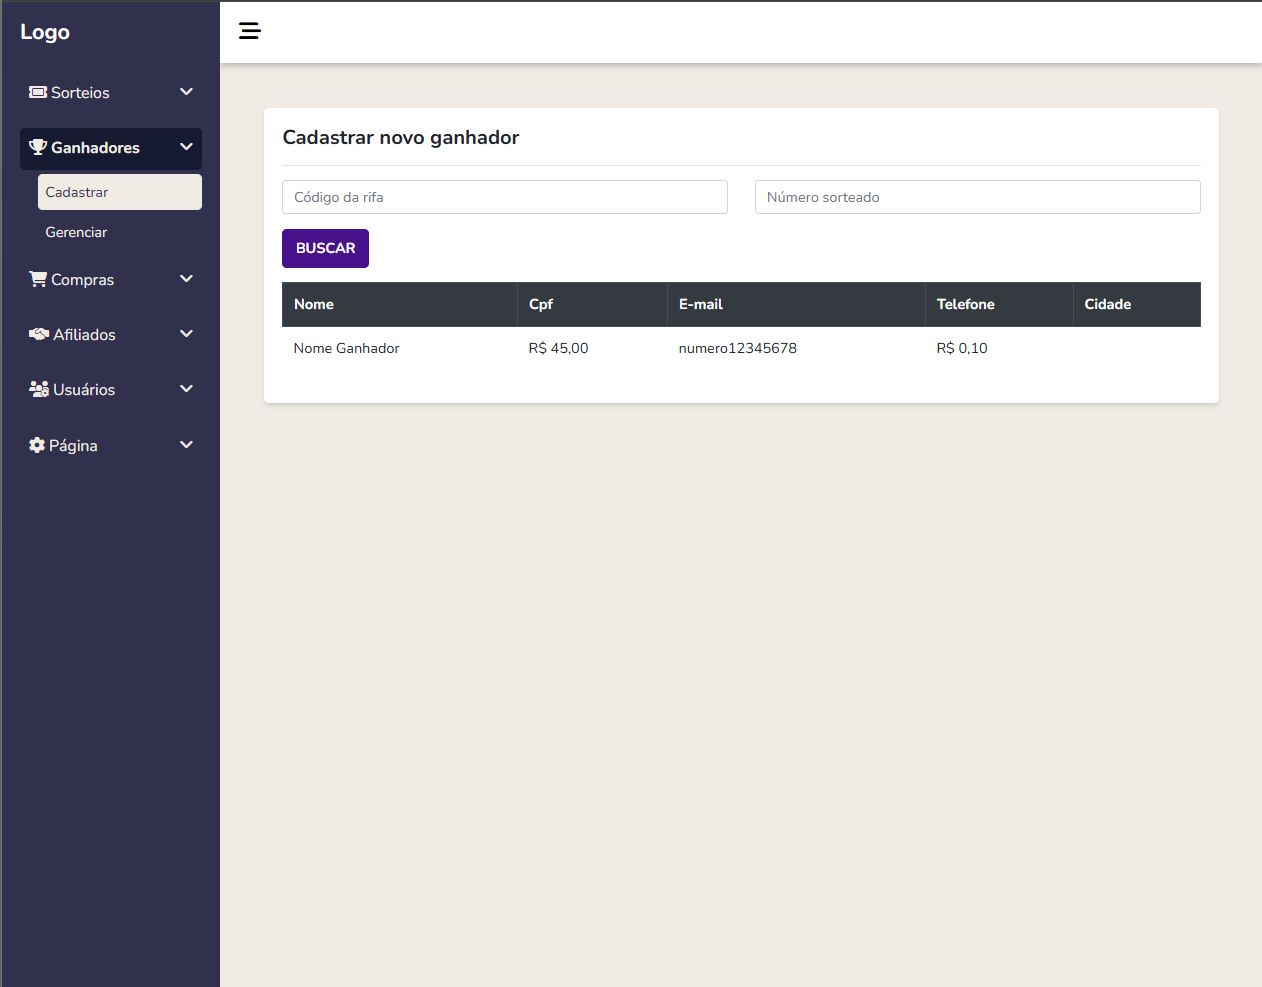 Logo
Sorteios
Ganhadores
Cadastrar
Gerenciar
Compras
Afiliados
Usuários
Página
Cadastrar novo ganhador
Código da rifa Número sorteado
BUSCAR
Nome Cpf E-mail Telefone Cidade
Nome Ganhador R$ 45,00 numero12345678 R$ 0,10